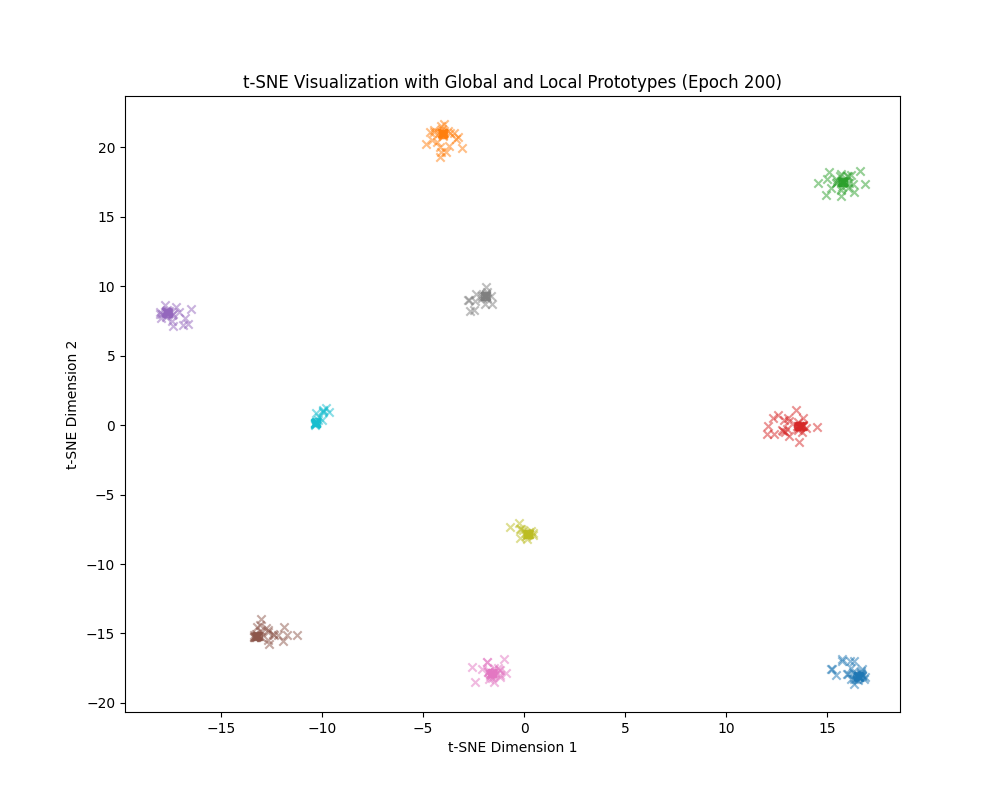 t-SNE Visualization with Global and Local Prototypes (Epoch 200)
20
15
10
5
0
−5
−10
−15
−20
t-SNE Dimension 2
−15 −10 −5 0 5 10 15
t-SNE Dimension 1